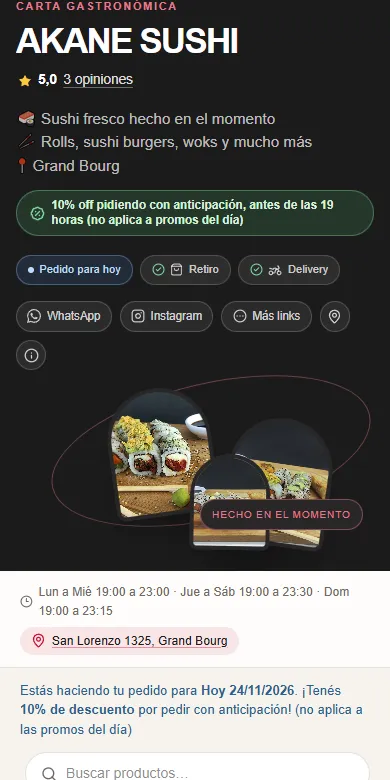 CARTA GASTRONÓMICA
AKANE SUSHI
5,0 3 opiniones
Sushi fresco hecho en el momento
Rolls, sushi burgers, woks y mucho más
Grand Bourg
10% off pidiendo con anticipación, antes de las 19
horas (no aplica a promos del día)
Pedido para hoy
Retiro
Delivery
WhatsApp
Instagram
Más links
HECHO EN EL MOMENTO
Lun a Mié 19:00 a 23:00 · Jue a Sáb 19:00 a 23:30 · Dom
19:00 a 23:15
San Lorenzo 1325, Grand Bourg
Estás haciendo tu pedido para Hoy 24/11/2026. ¡Tenés
10% de descuento por pedir con anticipación! (no aplica a
las promos del día)
Buscar productos...